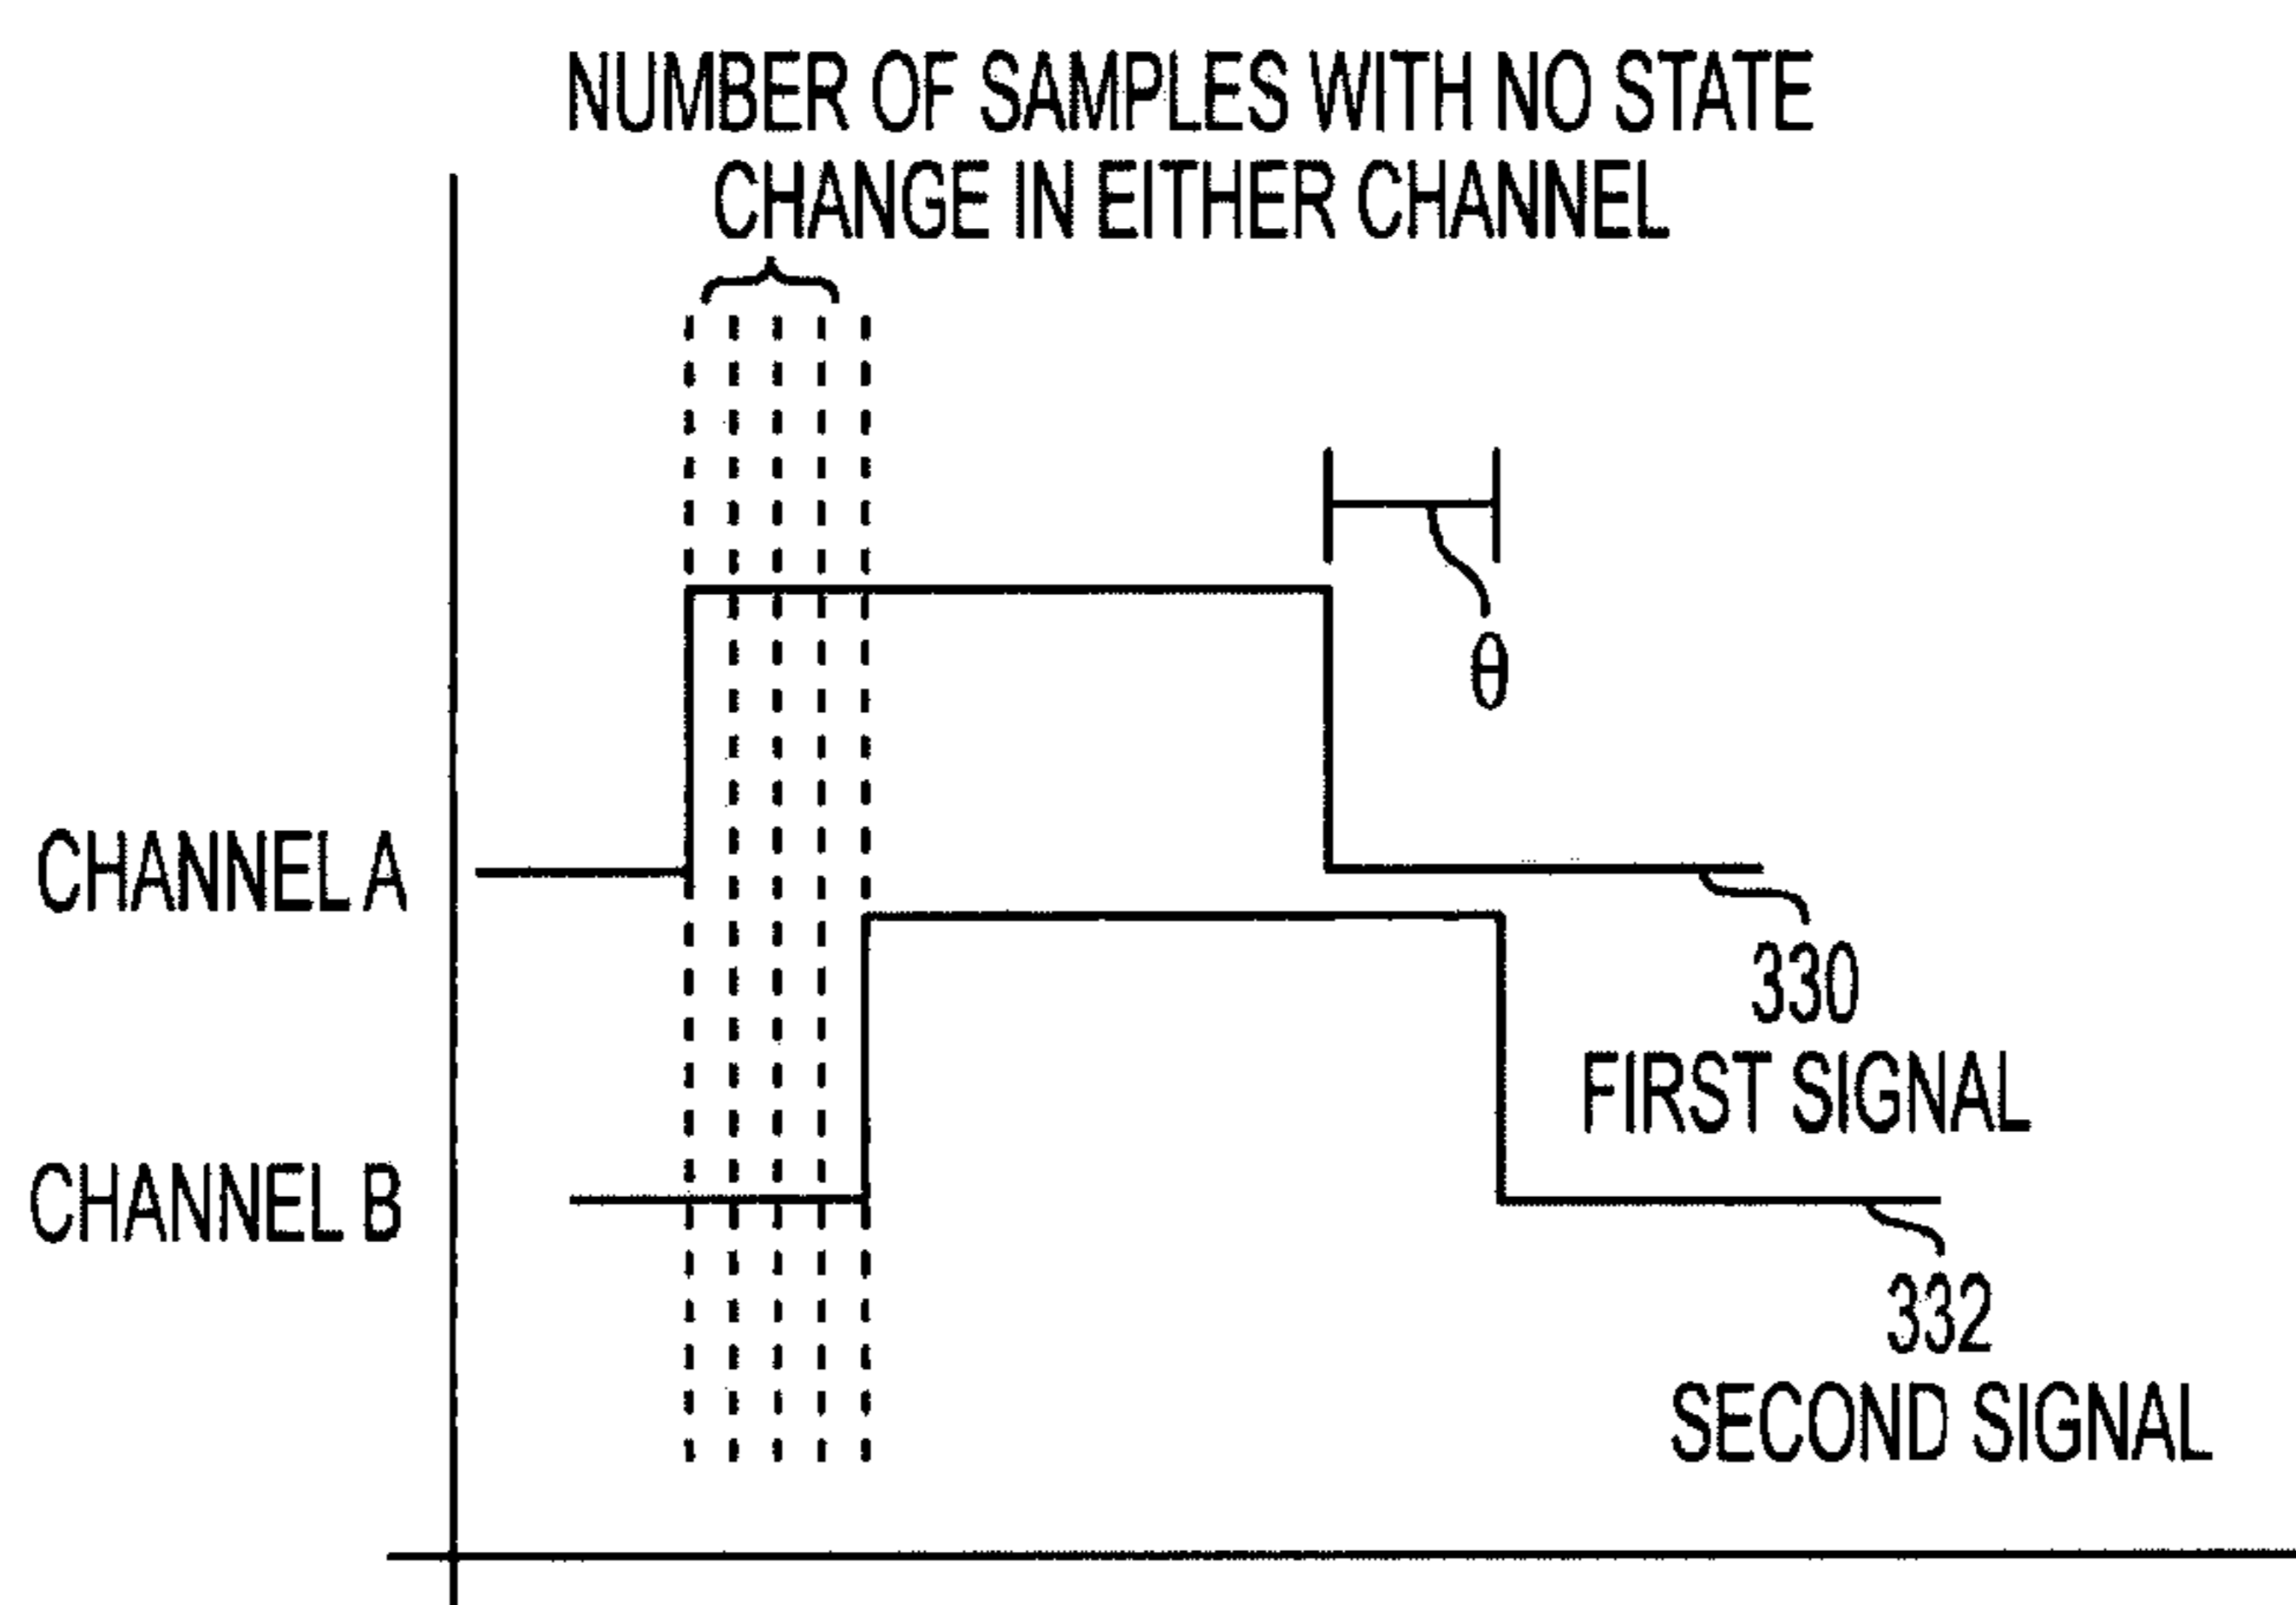 NUMBER OF SAMPLES WITH NO STATE
CHANGE IN EITHER CHANNEL
θ
CHANNEL A
330
FIRST SIGNAL
CHANNEL B
332
SECOND SIGNAL